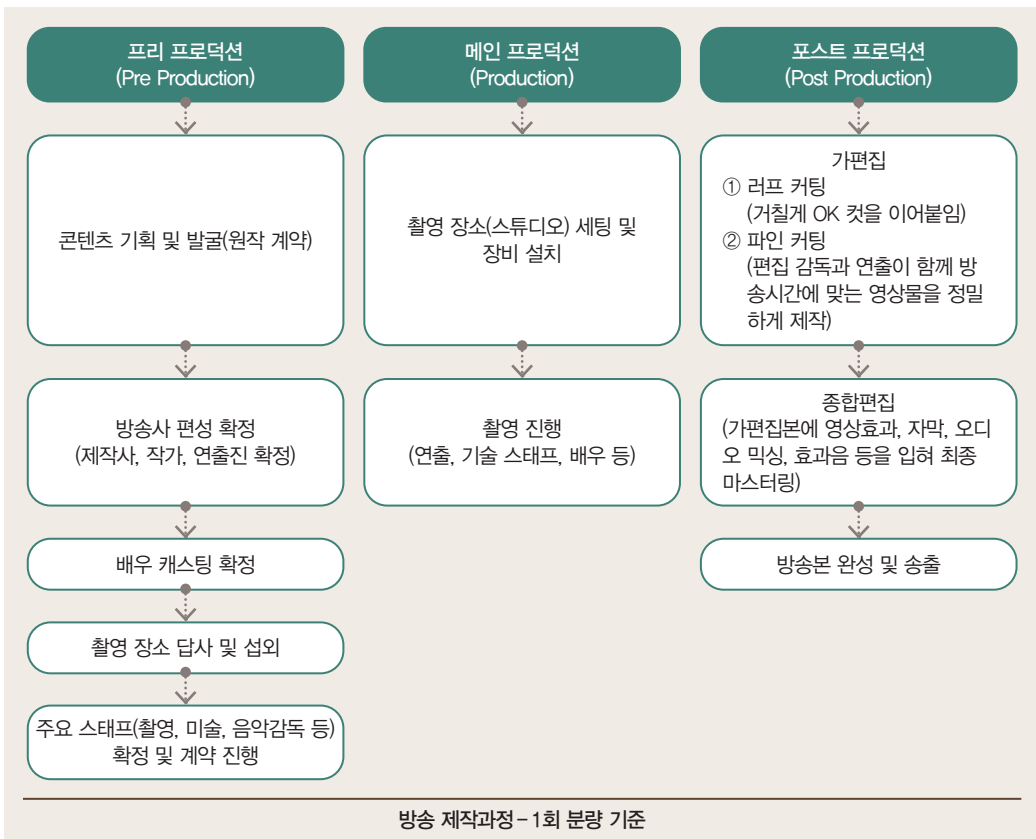 프리 프로덕션
(Pre Production)
콘텐츠 기획 및 발굴(원작 계약)
방송사 편성 확정
(제작사, 작가, 연출진 확정)
배우 캐스팅 확정
촬영 장소 답사 및 섭외
주요 스태프(촬영, 미술, 음악감독 등)
확정 및 계약 진행
메인 프로덕션
(Production)
촬영 장소(스튜디오) 세팅 및
장비 설치
촬영 진행
(연출, 기술 스태프, 배우 등)
포스트 프로덕션
(Post Production)
가편집
① 러프 커팅
(거칠게 OK 컷을 이어붙임)
② 파인 커팅
(편집 감독과 연출이 함께 방
송시간에 맞는 영상물을 정밀
하게 제작)
종합편집
(가편집본에 영상효과, 자막, 오디
오 믹싱, 효과음 등을 입혀 최종
마스터링)
방송본 완성 및 송출
방송 제작과정-1회 분량 기준